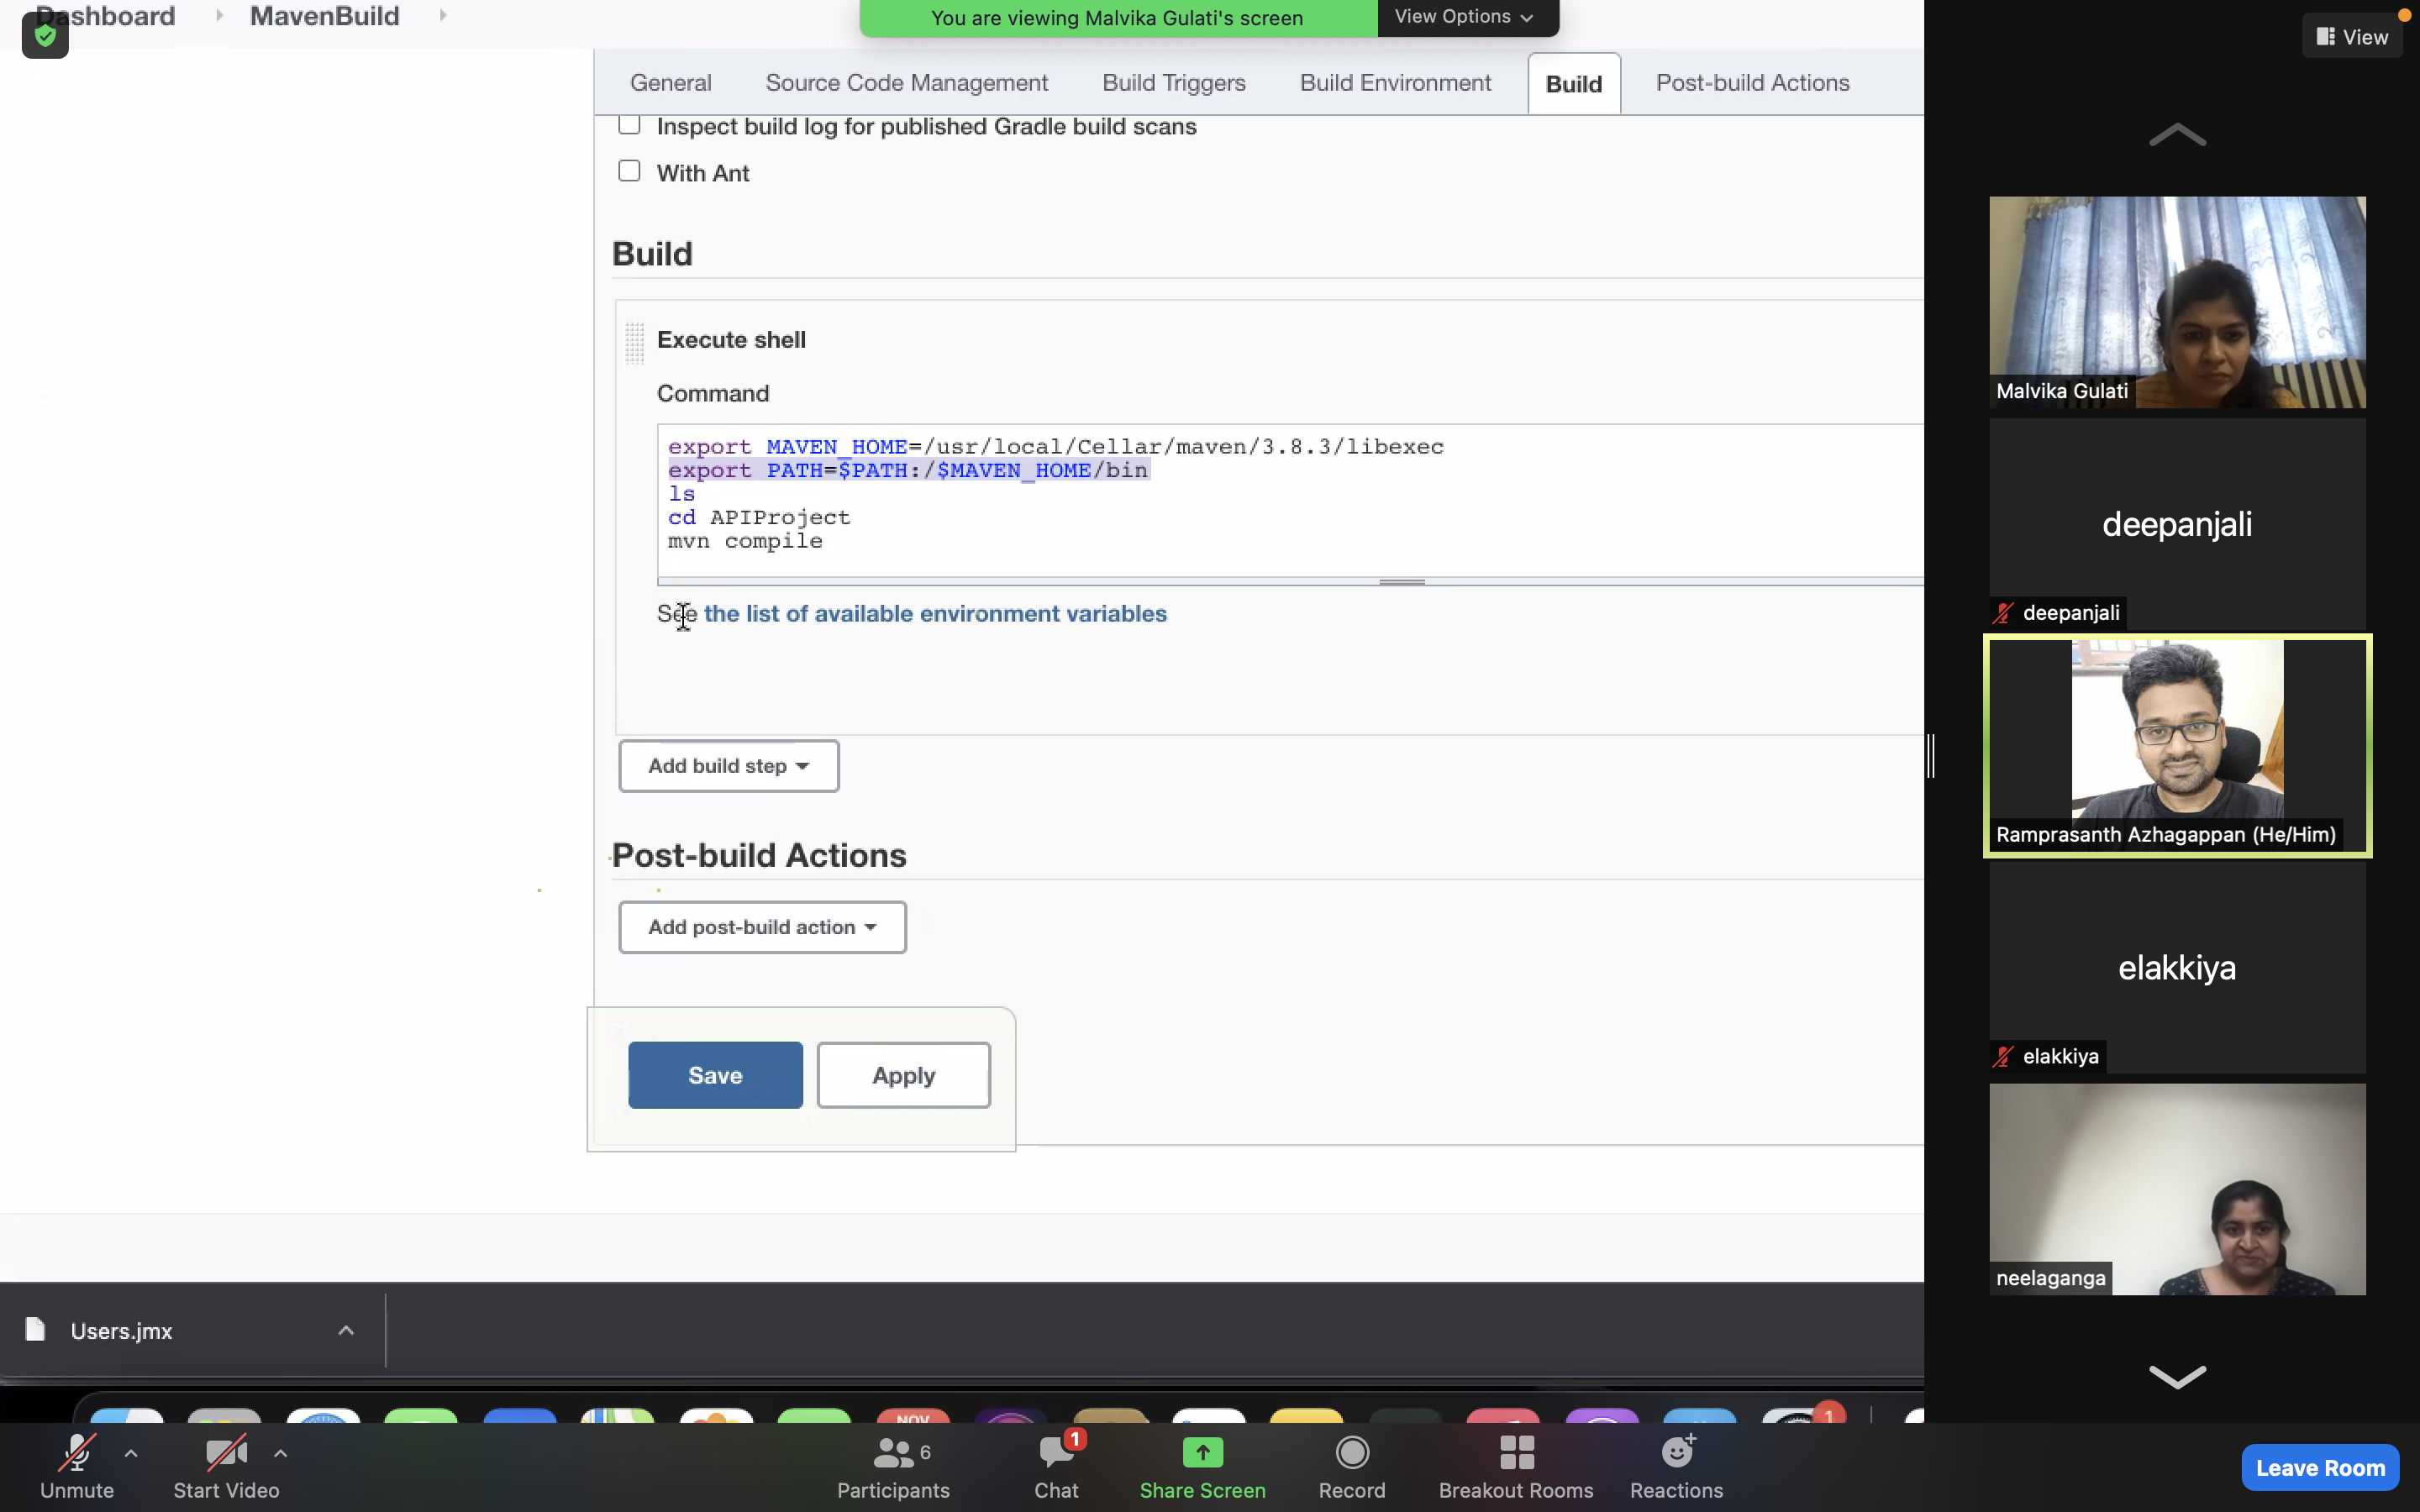 Dashboard MavenBuild
You are viewing Malvika Gulati's screen View Options
View
General Source Code Management Build Triggers Build Environment Build Post-build Actions
Inspect build log for published Gradle build scans
With Ant
Build
Execute shell
Command
export MAVEN_HOME=/usr/local/Cellar/maven/3.8.3/libexec
export PATH=$PATH:/$MAVEN_HOME/bin
ls
cd APIProject
mvn compile
See the list of available environment variables
Add build step
Post-build Actions
Add post-build action
Save Apply
Users.jmx
Malvika Gulati
deepanjali
deepanjali
Ramprasanth Azhagappan (He/Him)
elakkiya
elakkiya
neelaganga
NOV
1
Unmute
Start Video
6
Participants
1
Chat
Share Screen
Record
Breakout Rooms
Reactions
Leave Room